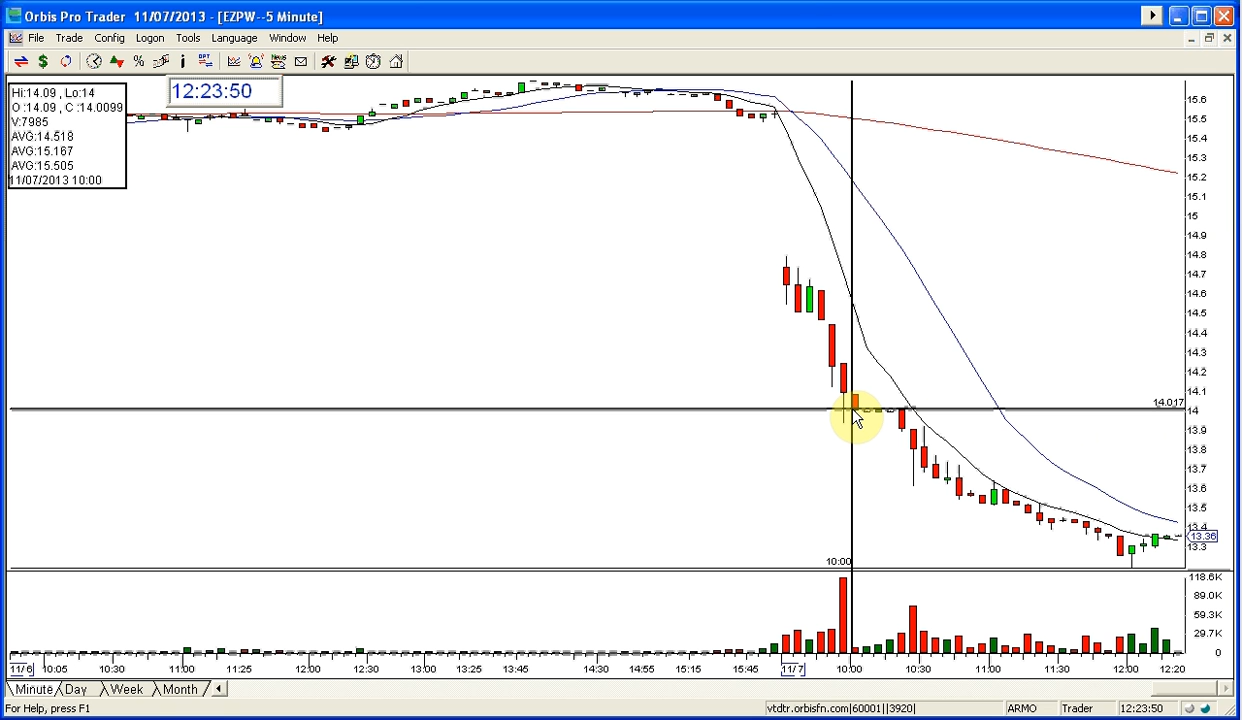 Orbis Pro Trader 11/07/2013 - [EZPW--5 Minute]
File Trade Config Logon Tools Language Window Help
12:23:50
Hi:14.09 , Lo:14
O :14.09 , C :14.0099
V:7985
AVG:14.518
AVG:15.167
AVG:15.505
11/07/2013 10:00
15.6
15.5
15.4
15.3
15.2
15.1
15
14.9
14.8
14.7
14.6
14.5
14.4
14.3
14.2
14.1
14.017
14
13.9
13.8
13.7
13.6
13.5
13.4
13.36
13.3
10:00
118.6K
89.0K
59.3K
29.7K
0
11/6 10:05 10:30 11:00 11:25 12:00 12:30 13:00 13:25 13:45 14:30 14:55 15:15 15:46 11/7 10:00 10:30 11:00 11:30 12:00 12:20
Minute Day Week Month
For Help, press F1 vtdtr.orbisfn.com|60001||3920| ARMO Trader 12:23:50